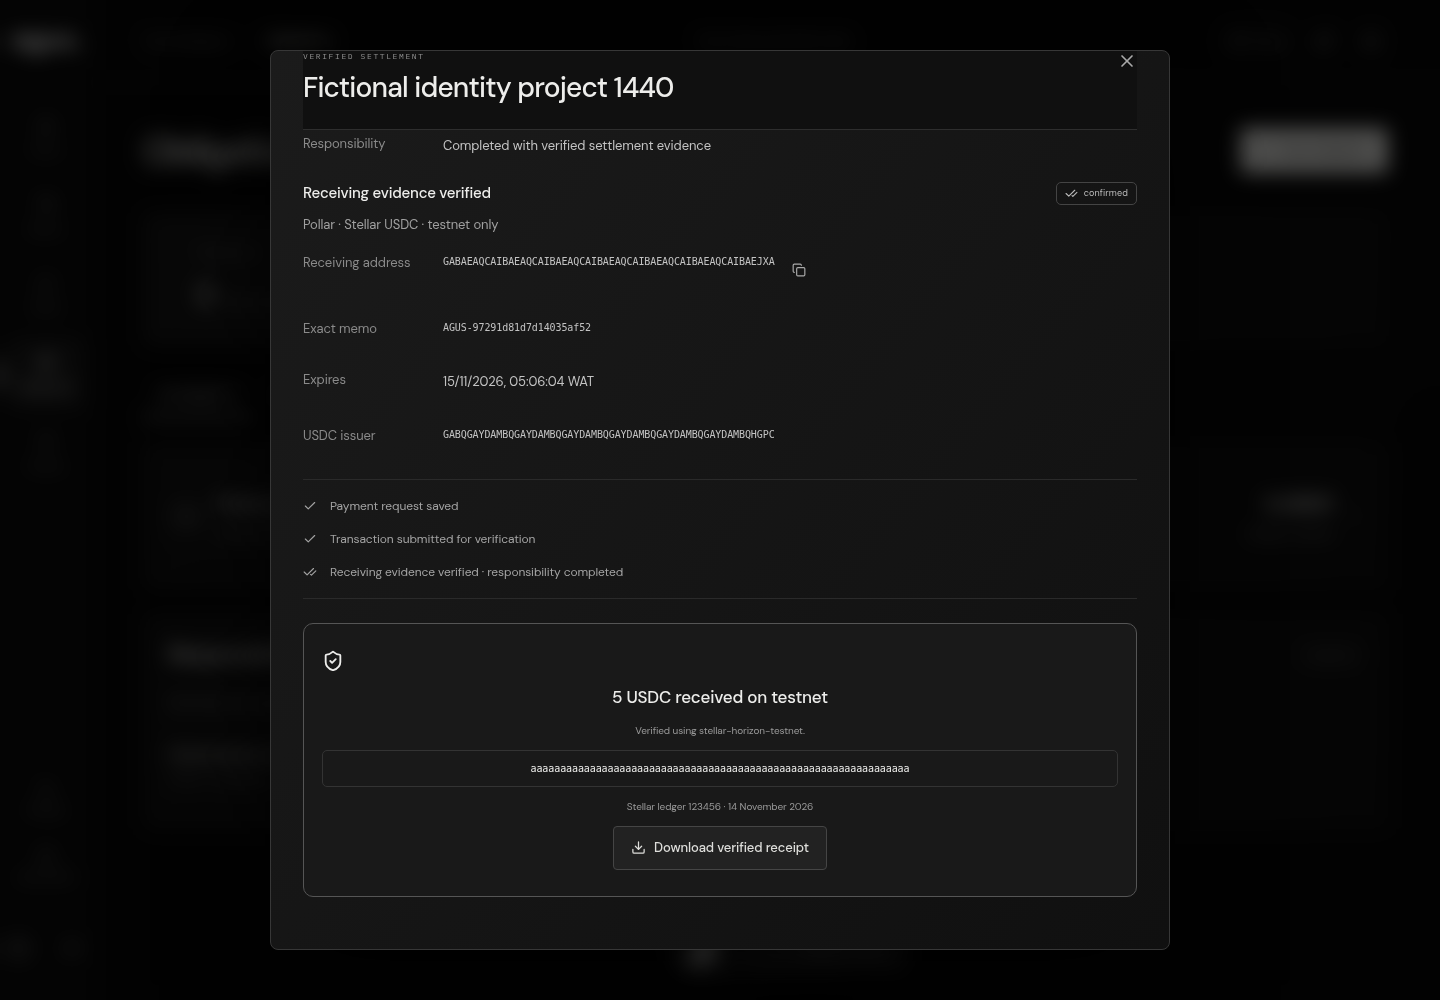 VERIFIED SETTLEMENT
Fictional identity project 1440
Responsibility Completed with verified settlement evidence
Receiving evidence verified confirmed
Pollar · Stellar USDC · testnet only
Receiving address GABAEAQCAIBAEAQCAIBAEAQCAIBAEAQCAIBAEAQCAIBAEAQCAIBAEJXA
Exact memo AGUS-97291d81d7d14035af52
Expires 15/11/2026, 05:06:04 WAT
USDC issuer GABQGAYDAMBQGAYDAMBQGAYDAMBQGAYDAMBQGAYDAMBQGAYDAMBQHGPC
Payment request saved
Transaction submitted for verification
Receiving evidence verified · responsibility completed
5 USDC received on testnet
Verified using stellar-horizon-testnet.
aaaaaaaaaaaaaaaaaaaaaaaaaaaaaaaaaaaaaaaaaaaaaaaaaaaaaaaaaaaaaaaa
Stellar ledger 123456 · 14 November 2026
Download verified receipt